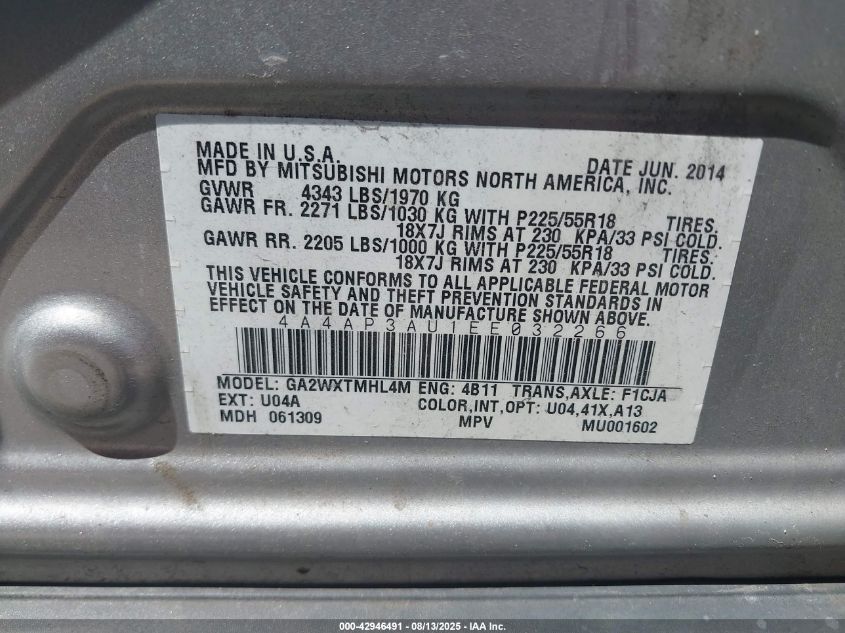 MADE IN U.S.A. DATE JUN. 2014
MFD BY MITSUBISHI MOTORS NORTH AMERICA, INC.
GVWR 4343 LBS/1970 KG
GAWR FR. 2271 LBS/1030 KG WITH P225/55R18 TIRES,
18X7J RIMS AT 230 KPA/33 PSI COLD.
GAWR RR. 2205 LBS/1000 KG WITH P225/55R18 TIRES,
18X7J RIMS AT 230 KPA/33 PSI COLD.
THIS VEHICLE CONFORMS TO ALL APPLICABLE FEDERAL MOTOR
VEHICLE SAFETY AND THEFT PREVENTION STANDARDS IN
EFFECT ON THE DATE OF MANUFACTURE SHOWN ABOVE.
4A4AP3AU1EE032266
MODEL: GA2WXTMHL4M ENG: 4B11 TRANS,AXLE: F1CJA
EXT: U04A COLOR,INT,OPT: U04,41X,A13
MDH 061309 MPV MU001602
000-42946491 - 08/13/2025 - IAA Inc.